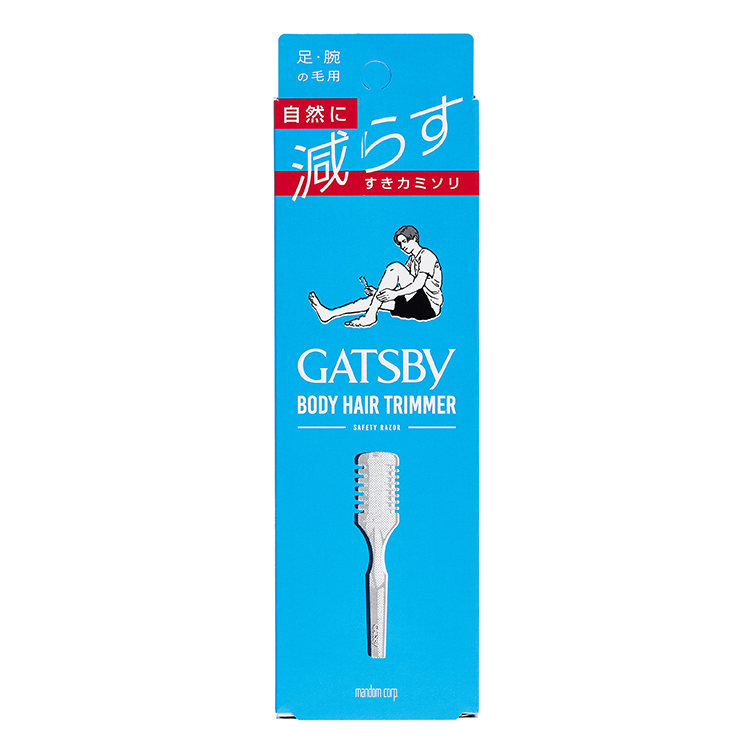 足・腕
の毛用
自然に
減らす
すきカミソリ
GATSBY
BODY HAIR TRIMMER
SAFETY RAZOR
GATSBY
mandom corp.